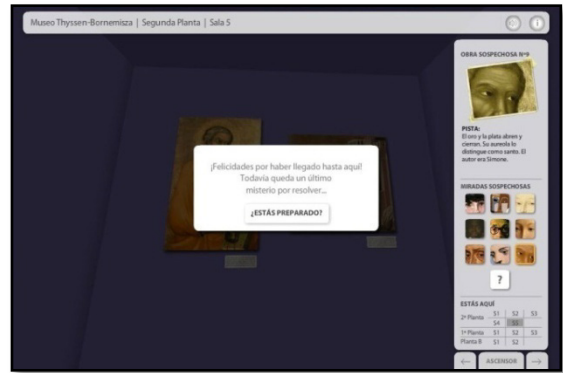 Museo Thyssen-Bornemisza | Segunda Planta | Sala 5
OBRA SOSPECHOSA Nº9
PISTA:
El oro y la plata abren y
cierran. Su aureola lo
distingue como santo. El
autor era Simone.
¡Felicidades por haber llegado hasta aquí!
Todavía queda un último
misterio por resolver...
¿ESTÁS PREPARADO?
MIRADAS SOSPECHOSAS
?
ESTÁS AQUÍ
2ª Planta S1 S2 S3
S4 S5
1ª Planta S1 S2 S3
Planta B S1 S2
← ASCENSOR →